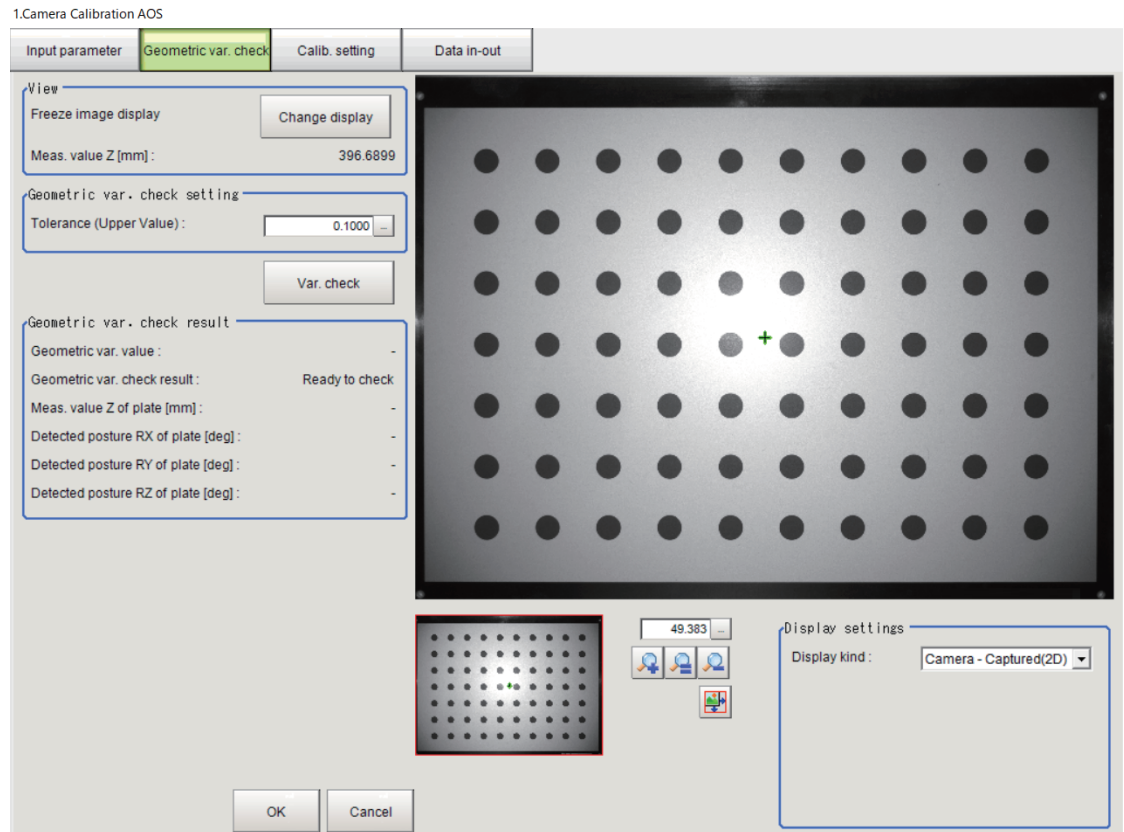 1.Camera Calibration AOS
Input parameter
Geometric var. check
Calib. setting
Data in-out
View
Freeze image display
Change display
Meas. value Z [mm] :
396.6899
Geometric var. check setting
Tolerance (Upper Value) :
0.1000
...
Var. check
Geometric var. check result
Geometric var. value :
-
Geometric var. check result :
Ready to check
Meas. value Z of plate [mm] :
-
Detected posture RX of plate [deg] :
-
Detected posture RY of plate [deg] :
-
Detected posture RZ of plate [deg] :
-
49.383
...
Display settings
Display kind :
Camera - Captured(2D)
OK
Cancel